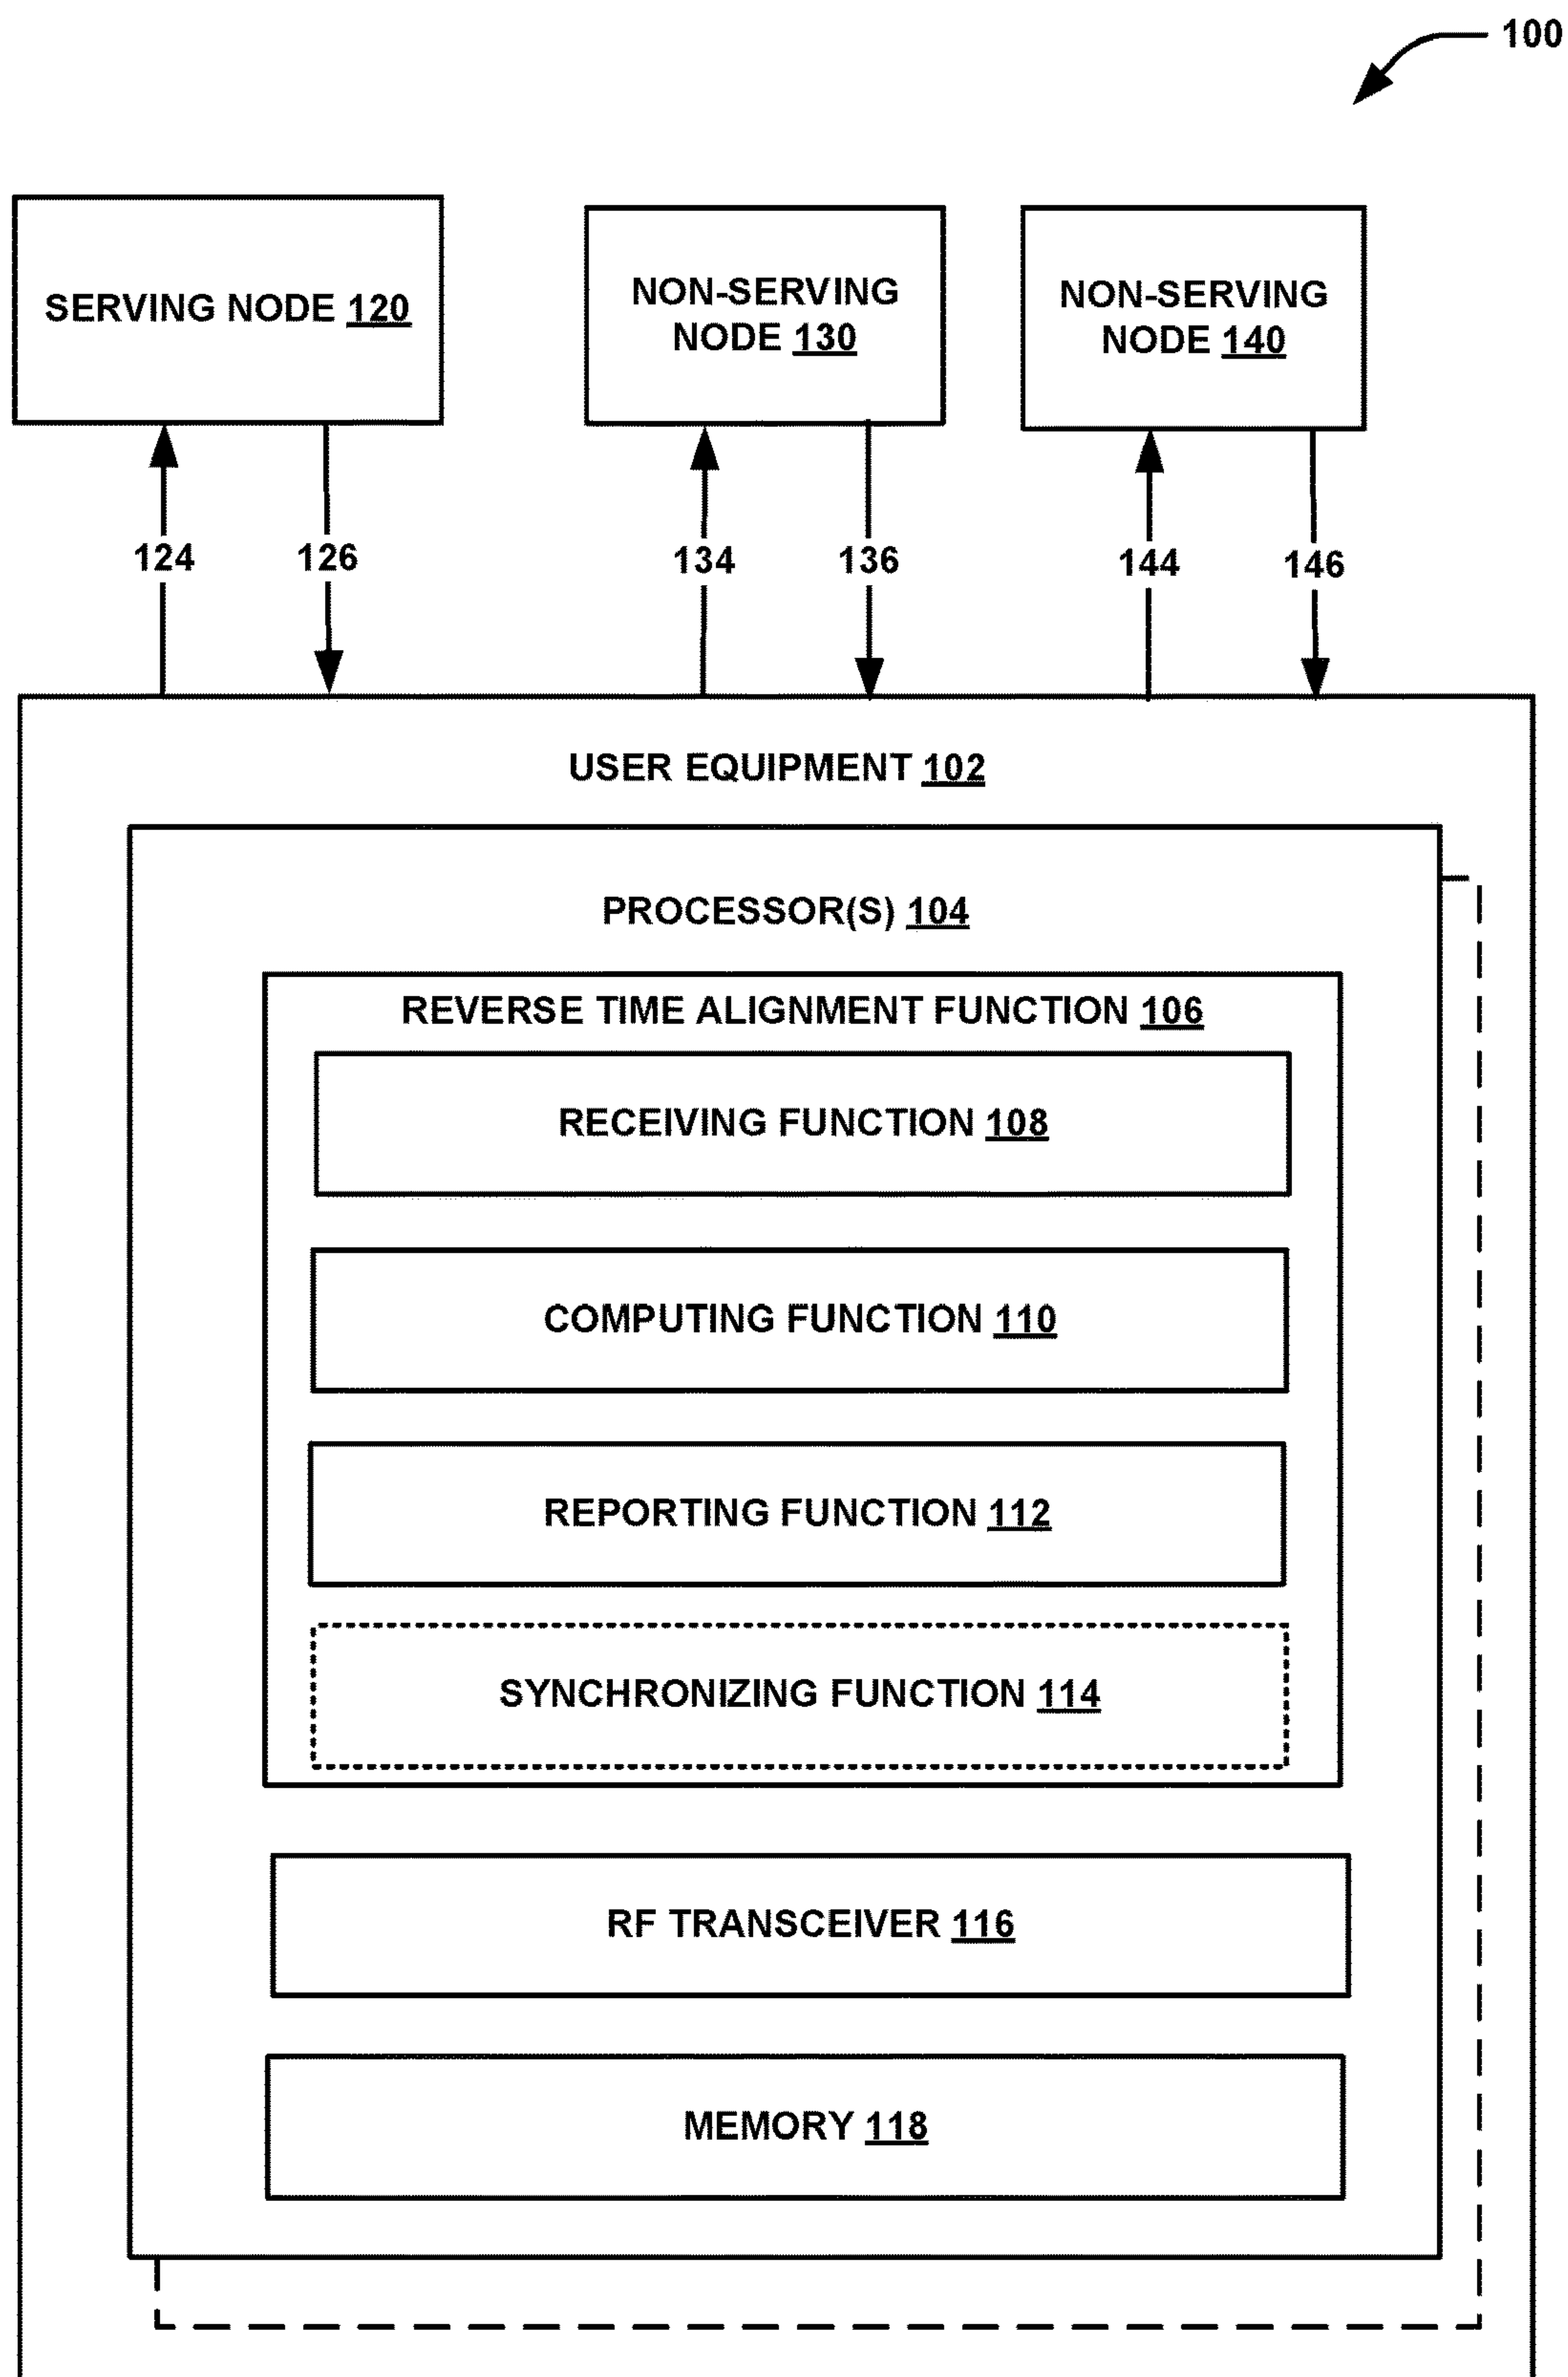 100
SERVING NODE 120
NON-SERVING
NODE 130
NON-SERVING
NODE 140
124
126
134
136
144
146
USER EQUIPMENT 102
PROCESSOR(S) 104
REVERSE TIME ALIGNMENT FUNCTION 106
RECEIVING FUNCTION 108
COMPUTING FUNCTION 110
REPORTING FUNCTION 112
SYNCHRONIZING FUNCTION 114
RF TRANSCEIVER 116
MEMORY 118